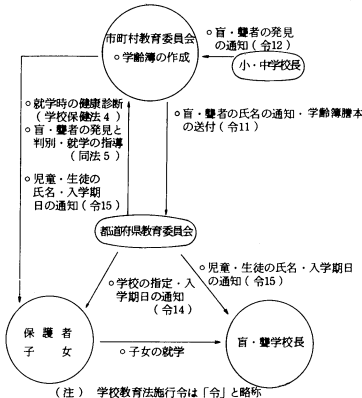 市町村教育委員会
○学齢簿の作成
○盲・聾者の発見
の通知（令12）
小・中学校長
○就学時の健康診断
（学校保健法4）
○盲・聾者の発見と
判別・就学の指導
（同法5）
○盲・聾者の氏名の通知・学齢簿謄本
の送付（令11）
○児童・生徒の
氏名・入学期
日の通知（令15）
都道府県教育委員会
○学校の指定・入
学期日の通知
（令14）
○児童・生徒の氏名・入学期日
の通知（令15）
保護者
子女
○子女の就学
盲・聾学校長
（注） 学校教育法施行令は「令」と略称